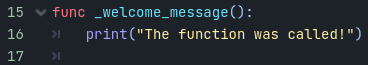 15 func _welcome_message():
16 print("The function was called!")
17